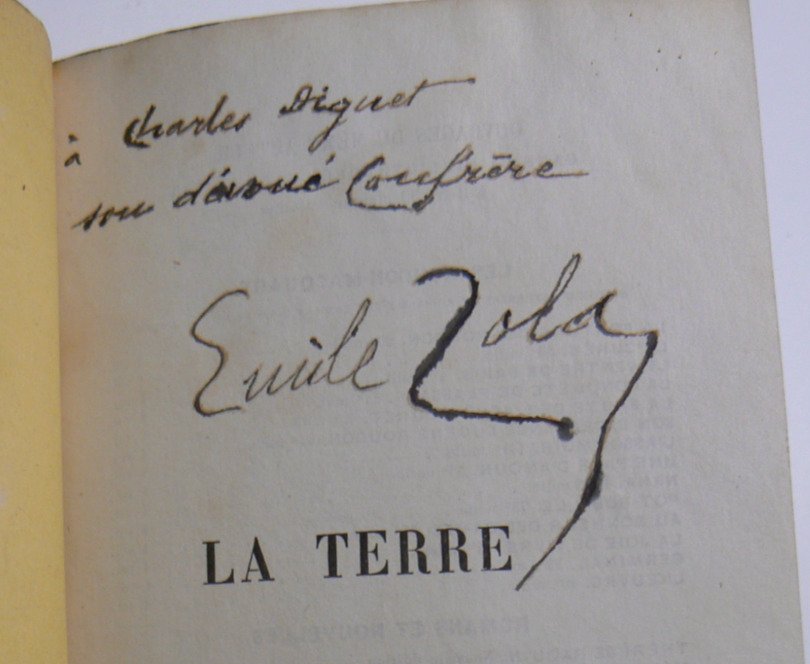 à Charles Diguet
son dévoué Confrère
Emile Zola
LA TERRE